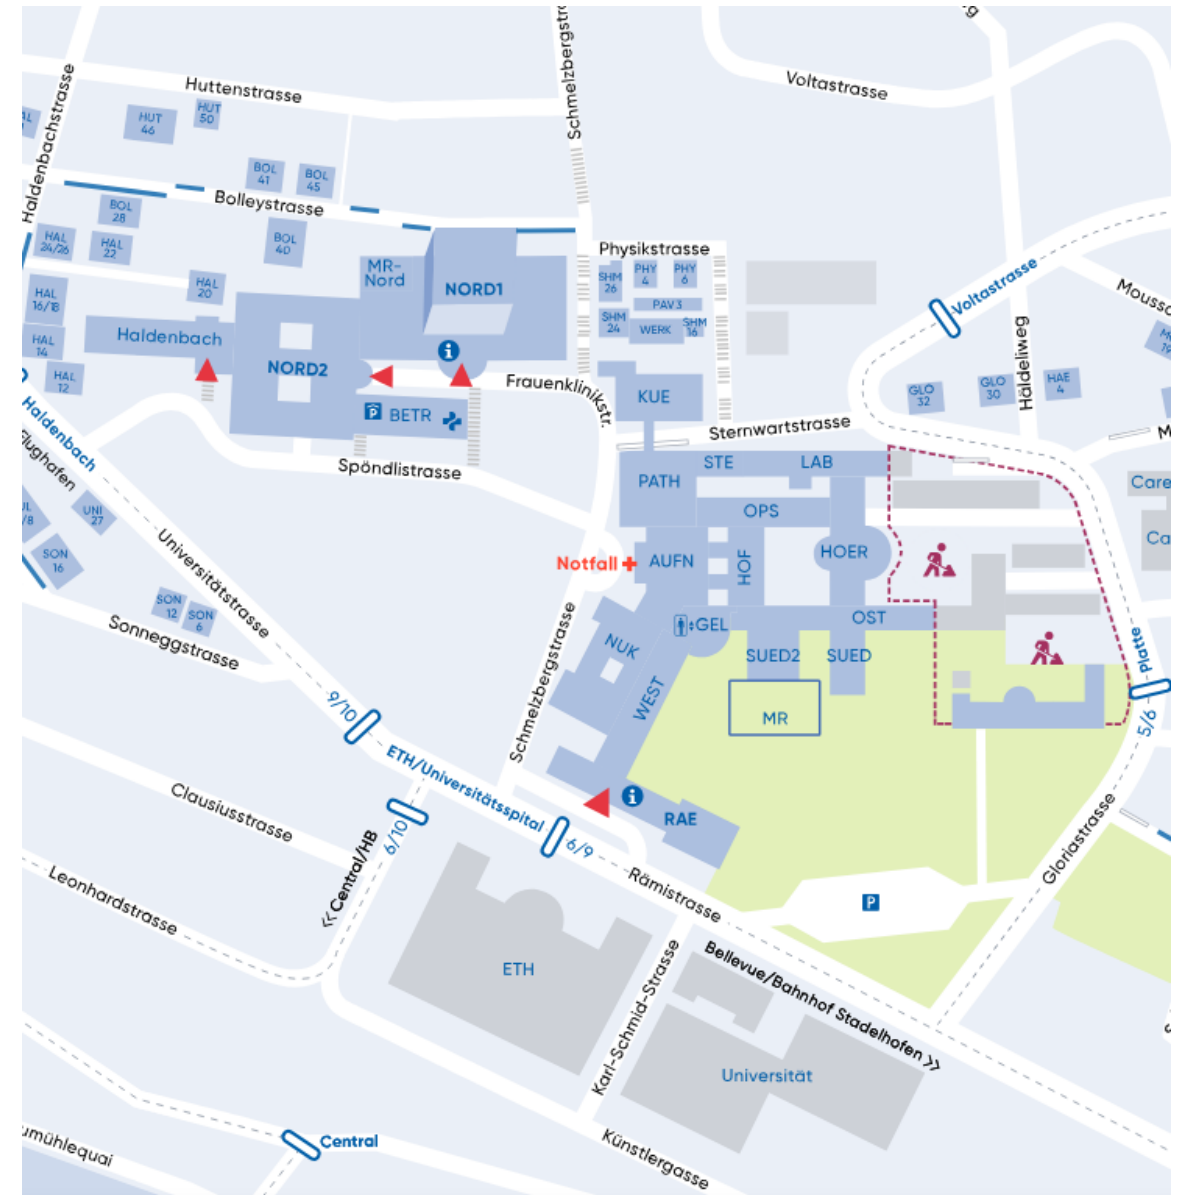 Huttenstrasse
Schmelzbergstr
Voltastrasse
Haldenbachstrasse
HUT
46
HUT
50
BOL
41
BOL
45
Bolleystrasse
BOL
28
HAL
24/26
HAL
22
BOL
40
Physikstrasse
MR-
Nord
NORD1
SHM
26
PHY
4
PHY
6
PAV 3
SHM
24
WERK
SHM
16
Voltastrasse
HAL
20
HAL
16/18
HAL
14
HAL
12
Haldenbach
NORD2
Frauenklinikstr.
KUE
BETR
P
i
Sternwartstrasse
GLO
32
GLO
30
HAE
4
Häldeliweg
Haldenbach
Spöndlistrasse
STE
LAB
PATH
OPS
HOER
HOF
AUFN
Notfall
UNI
27
SON
16
SON
12
SON
6
Universitätstrasse
Sonneggstrasse
GEL
OST
NUK
SUED2
SUED
WEST
MR
Schmelzbergstrasse
Platte
5/6
9/10
ETH/Universitätsspital
6/9
6/10
i
RAE
Clausiusstrasse
Central/HB
Leonhardstrasse
Rämistrasse
P
Gloriastrasse
ETH
Karl-Schmid-Strasse
Bellevue/Bahnhof Stadelhofen
Universität
Central
Künstlergasse